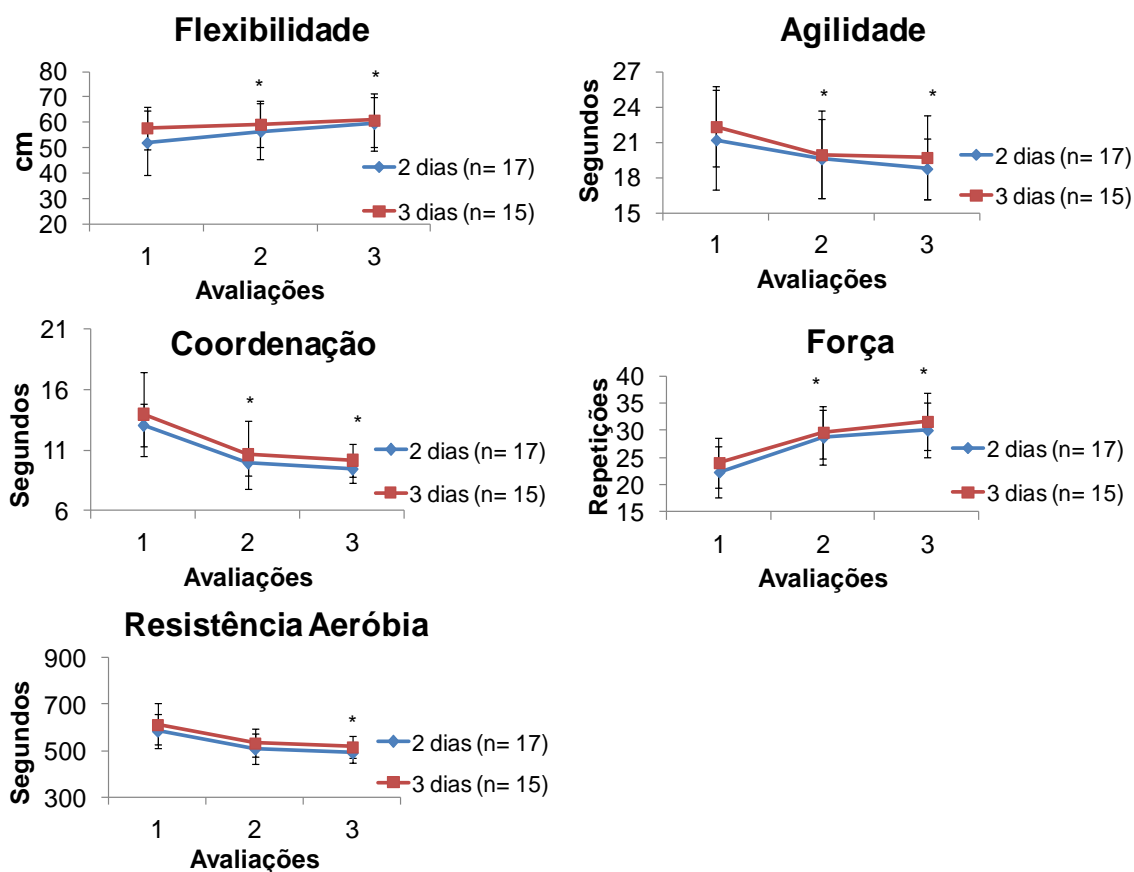 Flexibilidade
80
70
60
50
40
30
20
cm
*
*
2 dias (n= 17)
3 dias (n= 15)
1 2 3
Avaliações
Agilidade
27
24
21
18
15
Segundos
*
*
2 dias (n= 17)
3 dias (n= 15)
1 2 3
Avaliações
Coordenação
21
16
11
6
Segundos
*
*
2 dias (n= 17)
3 dias (n= 15)
1 2 3
Avaliações
Força
40
35
30
25
20
15
Repetições
*
*
2 dias (n= 17)
3 dias (n= 15)
1 2 3
Avaliações
Resistência Aeróbia
900
700
500
300
Segundos
*
2 dias (n= 17)
3 dias (n= 15)
1 2 3
Avaliações